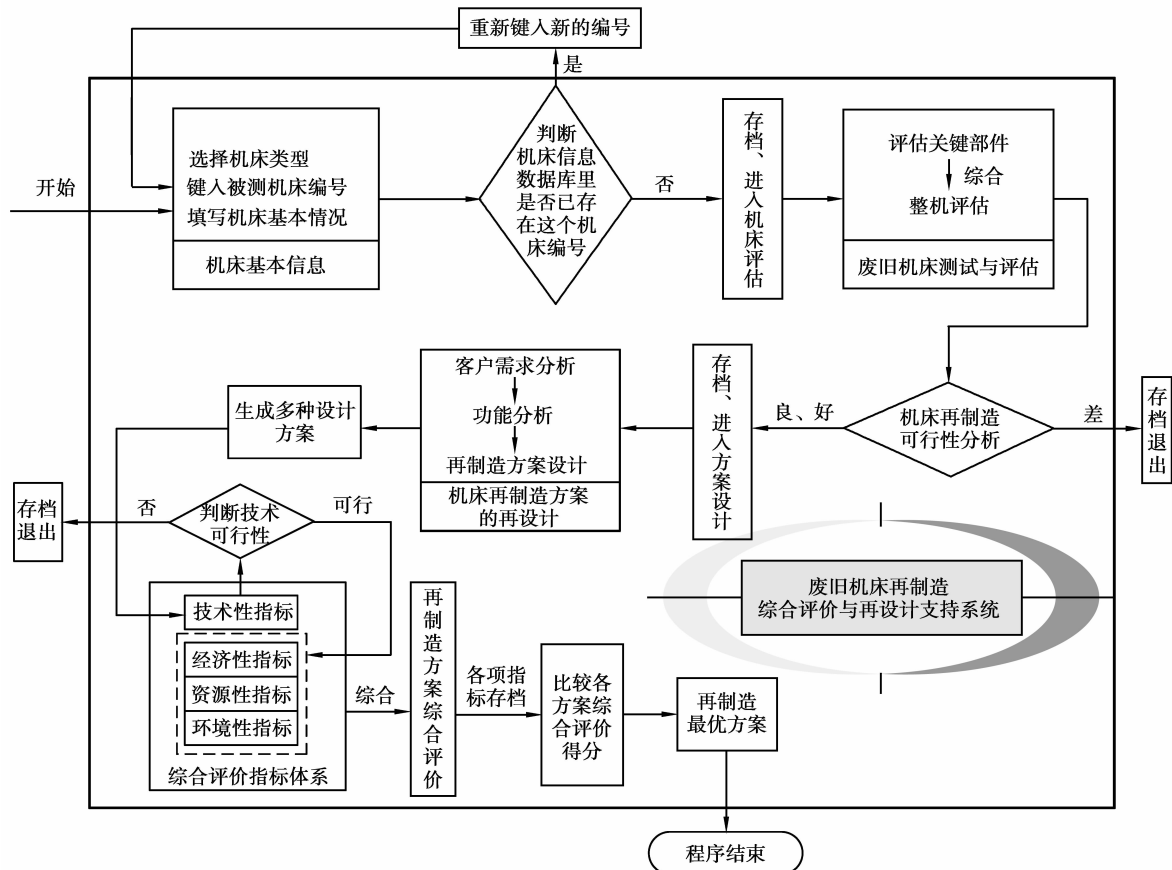 重新键入新的编号
是
开始
选择机床类型
键入被测机床编号
填写机床基本情况
机床基本信息
判断
机床信息
数据库里
是否已存
在这个机
床编号
否
存档、进入机床评估
评估关键部件
综合
整机评估
废旧机床测试与评估
机床再制造
可行性分析
差
存档退出
良、好
存档、进入方案设计
客户需求分析
功能分析
再制造方案设计
机床再制造方案
的再设计
生成多种设计
方案
判断技术
可行性
否
存档
退出
可行
技术性指标
经济性指标
资源性指标
环境性指标
综合评价指标体系
综合
再制造方案综合评价
各项指
标存档
比较各
方案综
合评价
得分
再制造
最优方案
程序结束
废旧机床再制造
综合评价与再设计支持系统